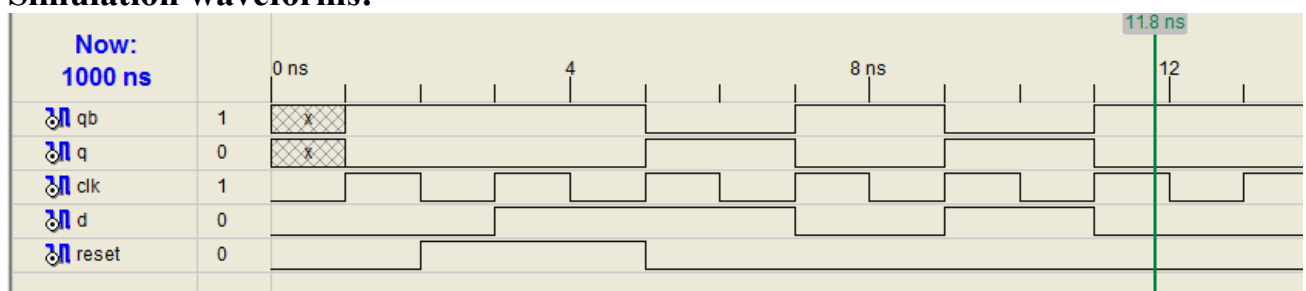 Simulation waveforms:
11.8 ns
Now:
1000 ns
0 ns 4 8 ns 12
qb 1 X
q 0 X
clk 1
d 0
reset 0